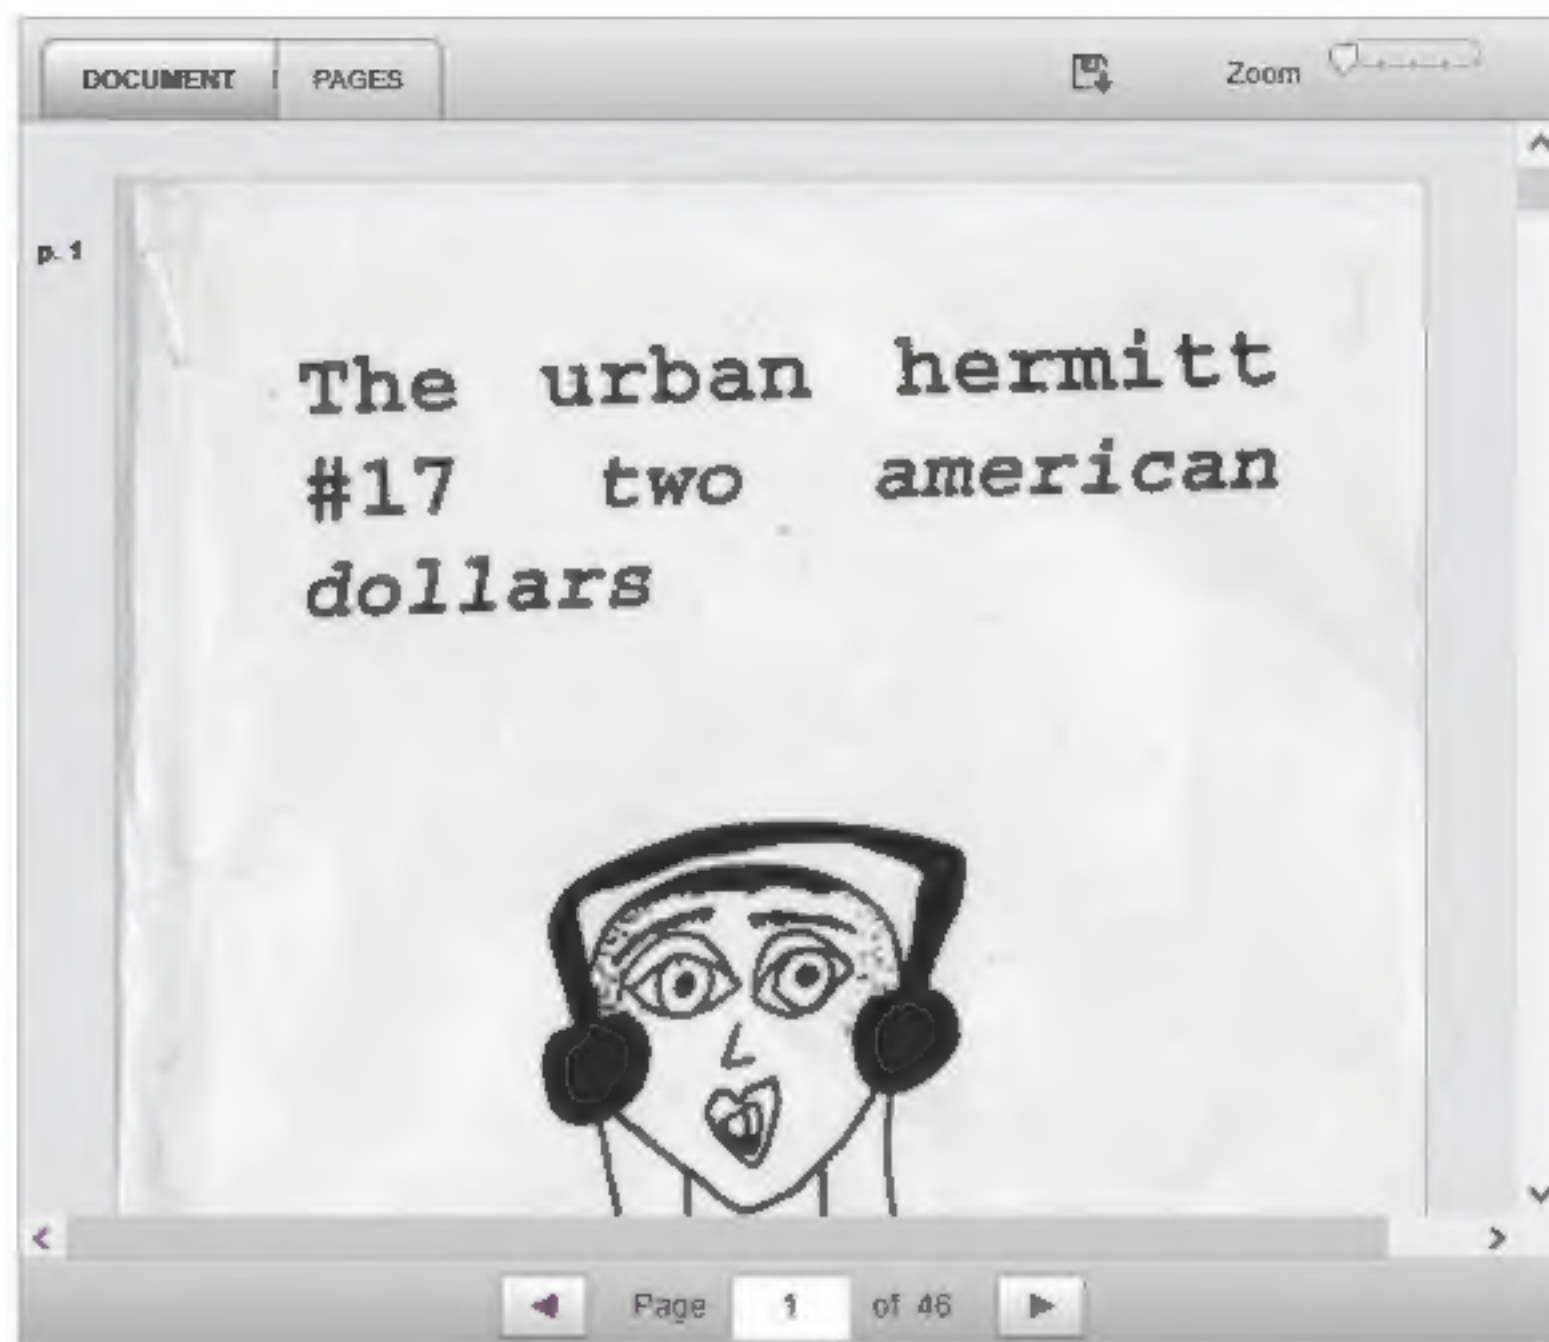 DOCUMENT PAGES Zoom
p. 1
The urban hermitt
#17 two american
dollars
Page 1 of 46